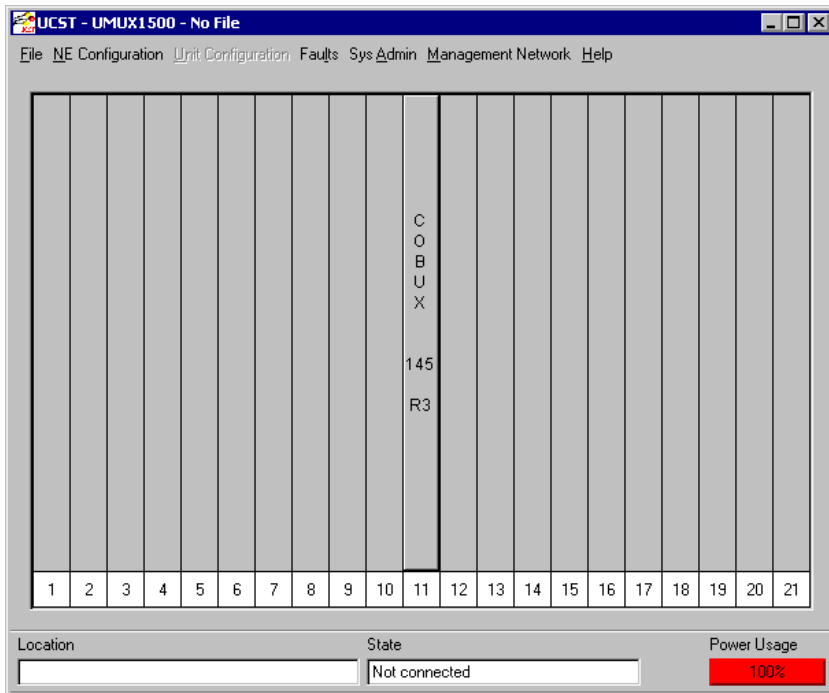 UCST - UMUX1500 - No File
File NE Configuration Unit Configuration Faults Sys Admin Management Network Help
C
O
B
U
X
145
R3
1 2 3 4 5 6 7 8 9 10 11 12 13 14 15 16 17 18 19 20 21
Location State Power Usage
Not connected 100%